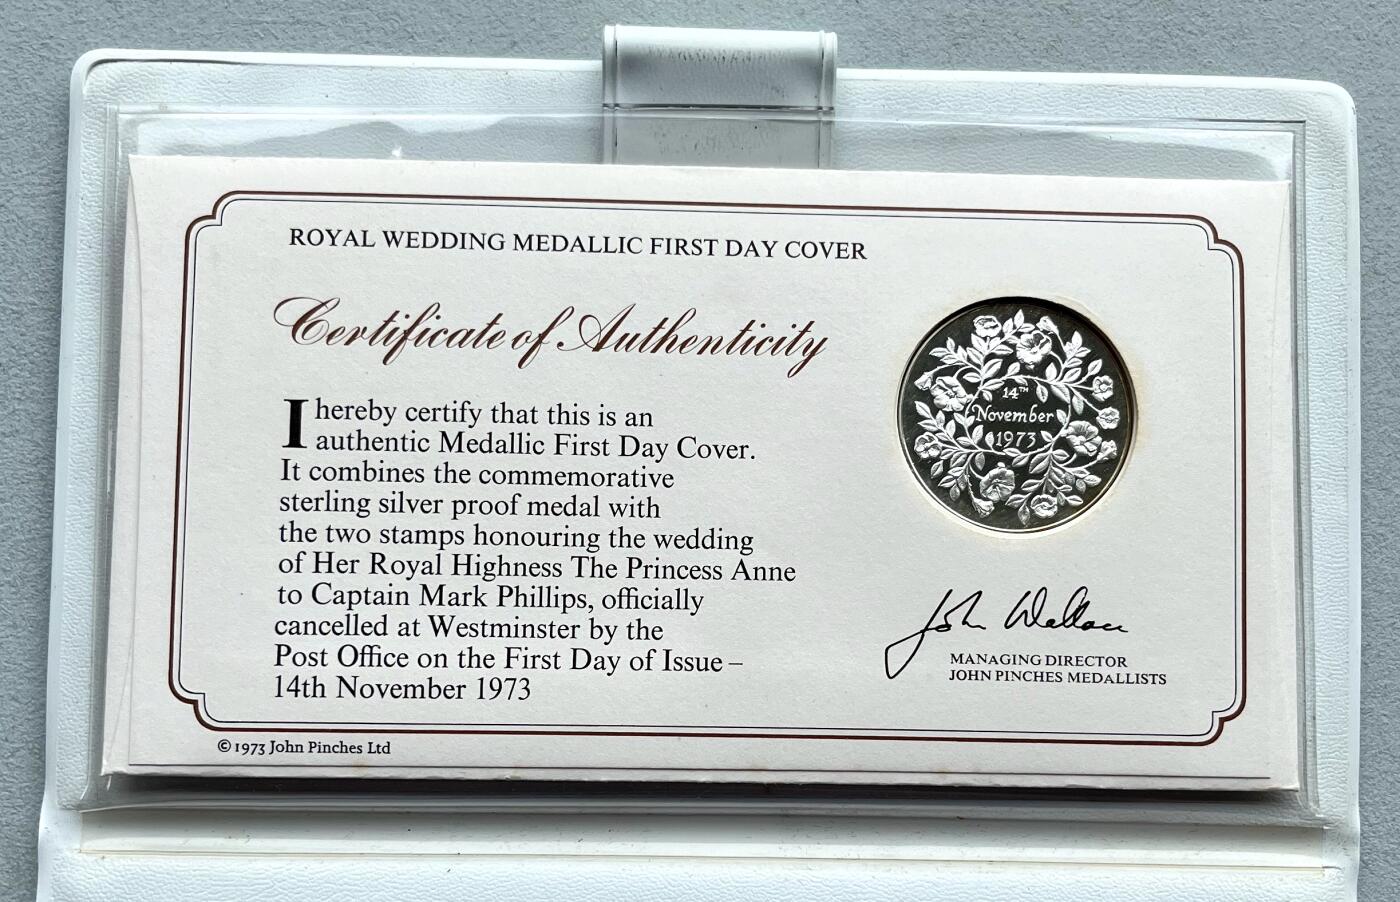 ROYAL WEDDING MEDALLIC FIRST DAY COVER
Certificate of Authenticity
I hereby certify that this is an
authentic Medallic First Day Cover.
It combines the commemorative
sterling silver proof medal with
the two stamps honouring the wedding
of Her Royal Highness The Princess Anne
to Captain Mark Phillips, officially
cancelled at Westminster by the
Post Office on the First Day of Issue –
14th November 1973
14TH
November
1973
John Wallace
MANAGING DIRECTOR
JOHN PINCHES MEDALLISTS
© 1973 John Pinches Ltd